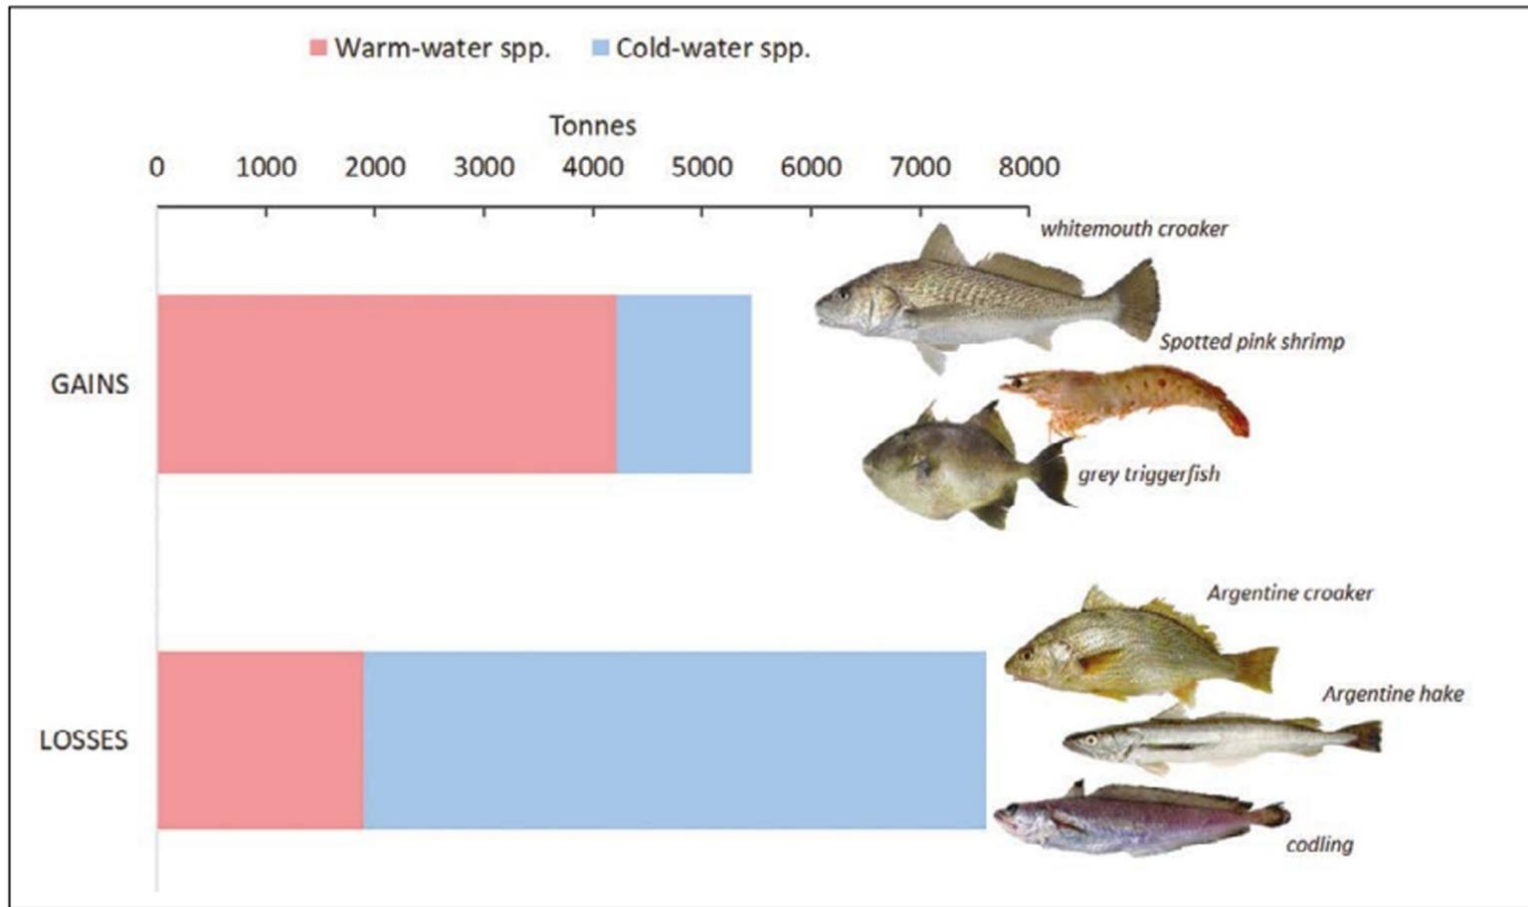 Warm-water spp. Cold-water spp.
Tonnes
0 1000 2000 3000 4000 5000 6000 7000 8000
whitemouth croaker
Spotted pink shrimp
GAINS
grey triggerfish
Argentine croaker
Argentine hake
LOSSES
codling